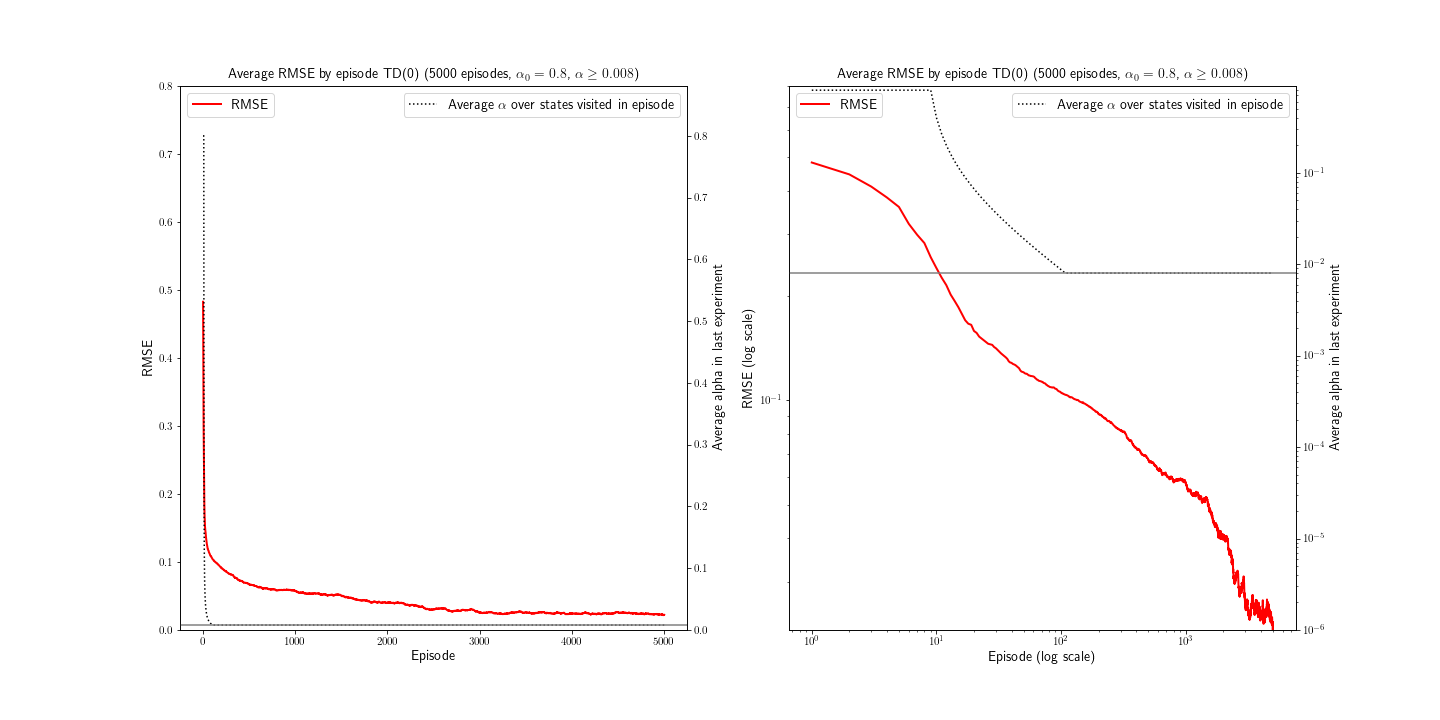 Average RMSE by episode TD(0) (5000 episodes, α₀ = 0.8, α ≥ 0.008)
RMSE
Average α over states visited in episode
0.8
0.7
0.6
0.5
0.4
0.3
0.2
0.1
0.0
RMSE
0.8
0.7
0.6
0.5
0.4
0.3
0.2
0.1
0.0
Average alpha in last experiment
0
1000
2000
3000
4000
5000
Episode
Average RMSE by episode TD(0) (5000 episodes, α₀ = 0.8, α ≥ 0.008)
RMSE
Average α over states visited in episode
10⁻¹
RMSE (log scale)
10⁻¹
10⁻²
10⁻³
10⁻⁴
10⁻⁵
10⁻⁶
Average alpha in last experiment
10⁰
10¹
10²
10³
Episode (log scale)